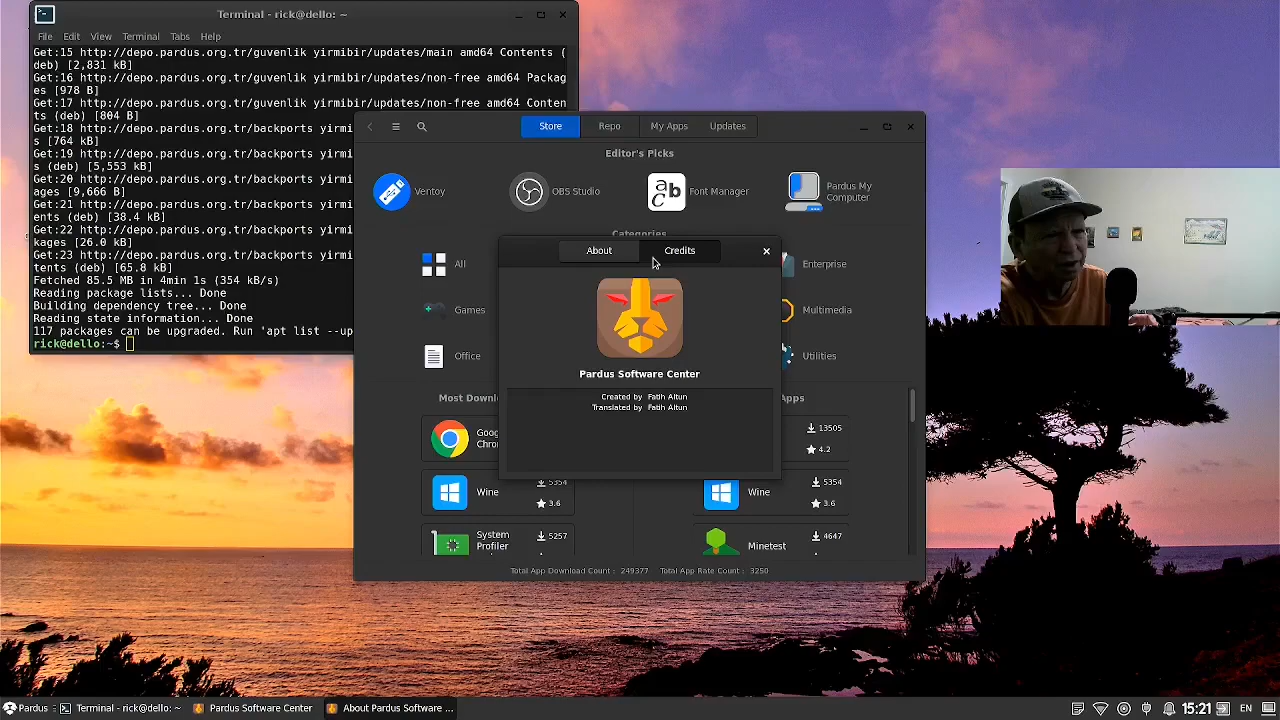 Terminal - rick@dello: ~
File Edit View Terminal Tabs Help
Get:15 http://depo.pardus.org.tr/guvenlik yirmibir/updates/main amd64 Contents (
deb) [2,831 kB]
Get:16 http://depo.pardus.org.tr/guvenlik yirmibir/updates/non-free amd64 Packag
es [978 B]
Get:17 http://depo.pardus.org.tr/guvenlik yirmibir/updates/non-free amd64 Conten
ts (deb) [804 B]
Get:18 http://depo.pardus.org.tr/backports yirmi
s [764 kB]
Get:19 http://depo.pardus.org.tr/backports yirmi
s (deb) [5,553 kB]
Get:20 http://depo.pardus.org.tr/backports yirmi
ages [9,666 B]
Get:21 http://depo.pardus.org.tr/backports yirmi
ents (deb) [38.4 kB]
Get:22 http://depo.pardus.org.tr/backports yirmi
kages [26.0 kB]
Get:23 http://depo.pardus.org.tr/backports yirmi
tents (deb) [65.8 kB]
Fetched 85.5 MB in 4min 1s (354 kB/s)
Reading package lists... Done
Building dependency tree... Done
Reading state information... Done
117 packages can be upgraded. Run 'apt list --up
rick@dello:~$
Store Repo My Apps Updates
Editor's Picks
Ventoy OBS Studio Font Manager Pardus My
Computer
Categories
All Enterprise
Games Multimedia
Office Utilities
About Credits
Pardus Software Center
Created by Fatih Altun
Translated by Fatih Altun
Most Downl Apps
Goog
Chro
13505
4.2
Wine 5354 Wine 5354
3.6 3.6
System
Profiler 5257 Minetest 4647
Total App Download Count : 249377 Total App Rate Count : 3250
Pardus Terminal - rick@dello: ~ Pardus Software Center About Pardus Software ... 15:21 EN